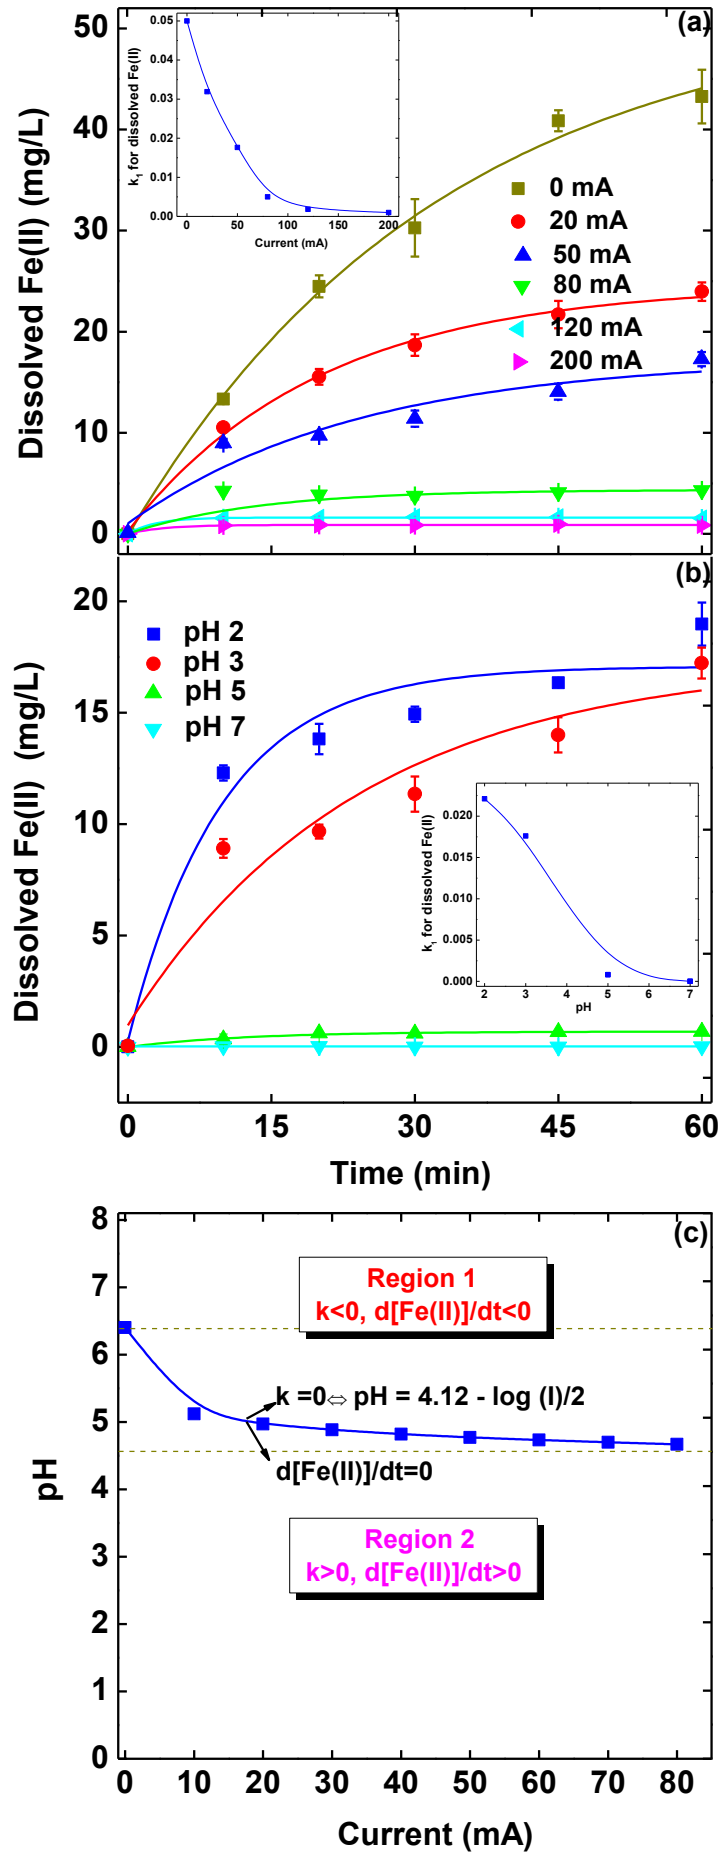 (a)
50
40
30
20
10
0
Dissolved Fe(II) (mg/L)
0.05
0.04
0.03
0.02
0.01
0.00
k1 for dissolved Fe(II)
0 50 100 150 200
Current (mA)
0 mA
20 mA
50 mA
80 mA
120 mA
200 mA
(b)
20
15
10
5
0
Dissolved Fe(II) (mg/L)
pH 2
pH 3
pH 5
pH 7
0.020
0.015
0.010
0.005
0.000
k1 for dissolved Fe(II)
2 3 4 5 6 7
pH
0 15 30 45 60
Time (min)
(c)
8
7
6
5
4
3
2
1
0
pH
Region 1
k<0, d[Fe(II)]/dt<0
k =0⇔ pH = 4.12 - log (I)/2
d[Fe(II)]/dt=0
Region 2
k>0, d[Fe(II)]/dt>0
0 10 20 30 40 50 60 70 80
Current (mA)